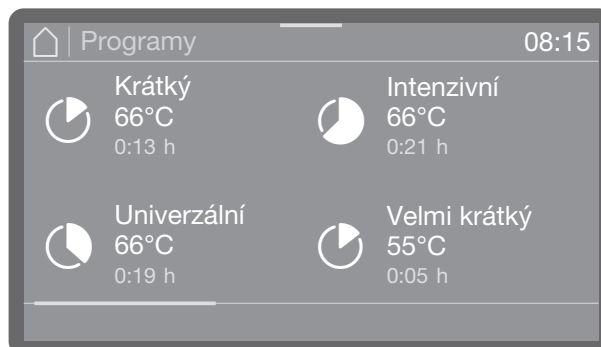 Programy
08:15
Krátký
66°C
0:13 h
Intenzivní
66°C
0:21 h
Univerzální
66°C
0:19 h
Velmi krátký
55°C
0:05 h